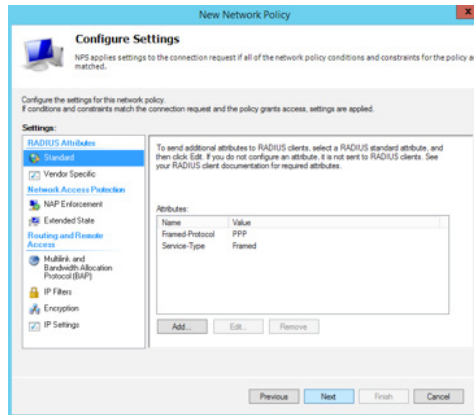 New Network Policy
x
Configure Settings
NPS applies settings to the connection request if all of the network policy conditions and constraints for the policy a
matched.
Configure the settings for this network policy.
If conditions and constraints match the connection request and the policy grants access, settings are applied.
Settings:
RADIUS Attributes
Standard
Vendor Specific
Network Access Protection
NAP Enforcement
Extended State
Routing and Remote
Access
Multilink and
Bandwidth Allocation
Protocol (BAP)
IP Filters
Encryption
IP Settings
To send additional attributes to RADIUS clients, select a RADIUS standard attribute, and
then click Edit. If you do not configure an attribute, it is not sent to RADIUS clients. See
your RADIUS client documentation for required attributes.
Attributes:
Name Value
Framed-Protocol PPP
Service-Type Framed
Add... Edit... Remove
Previous Next Finish Cancel